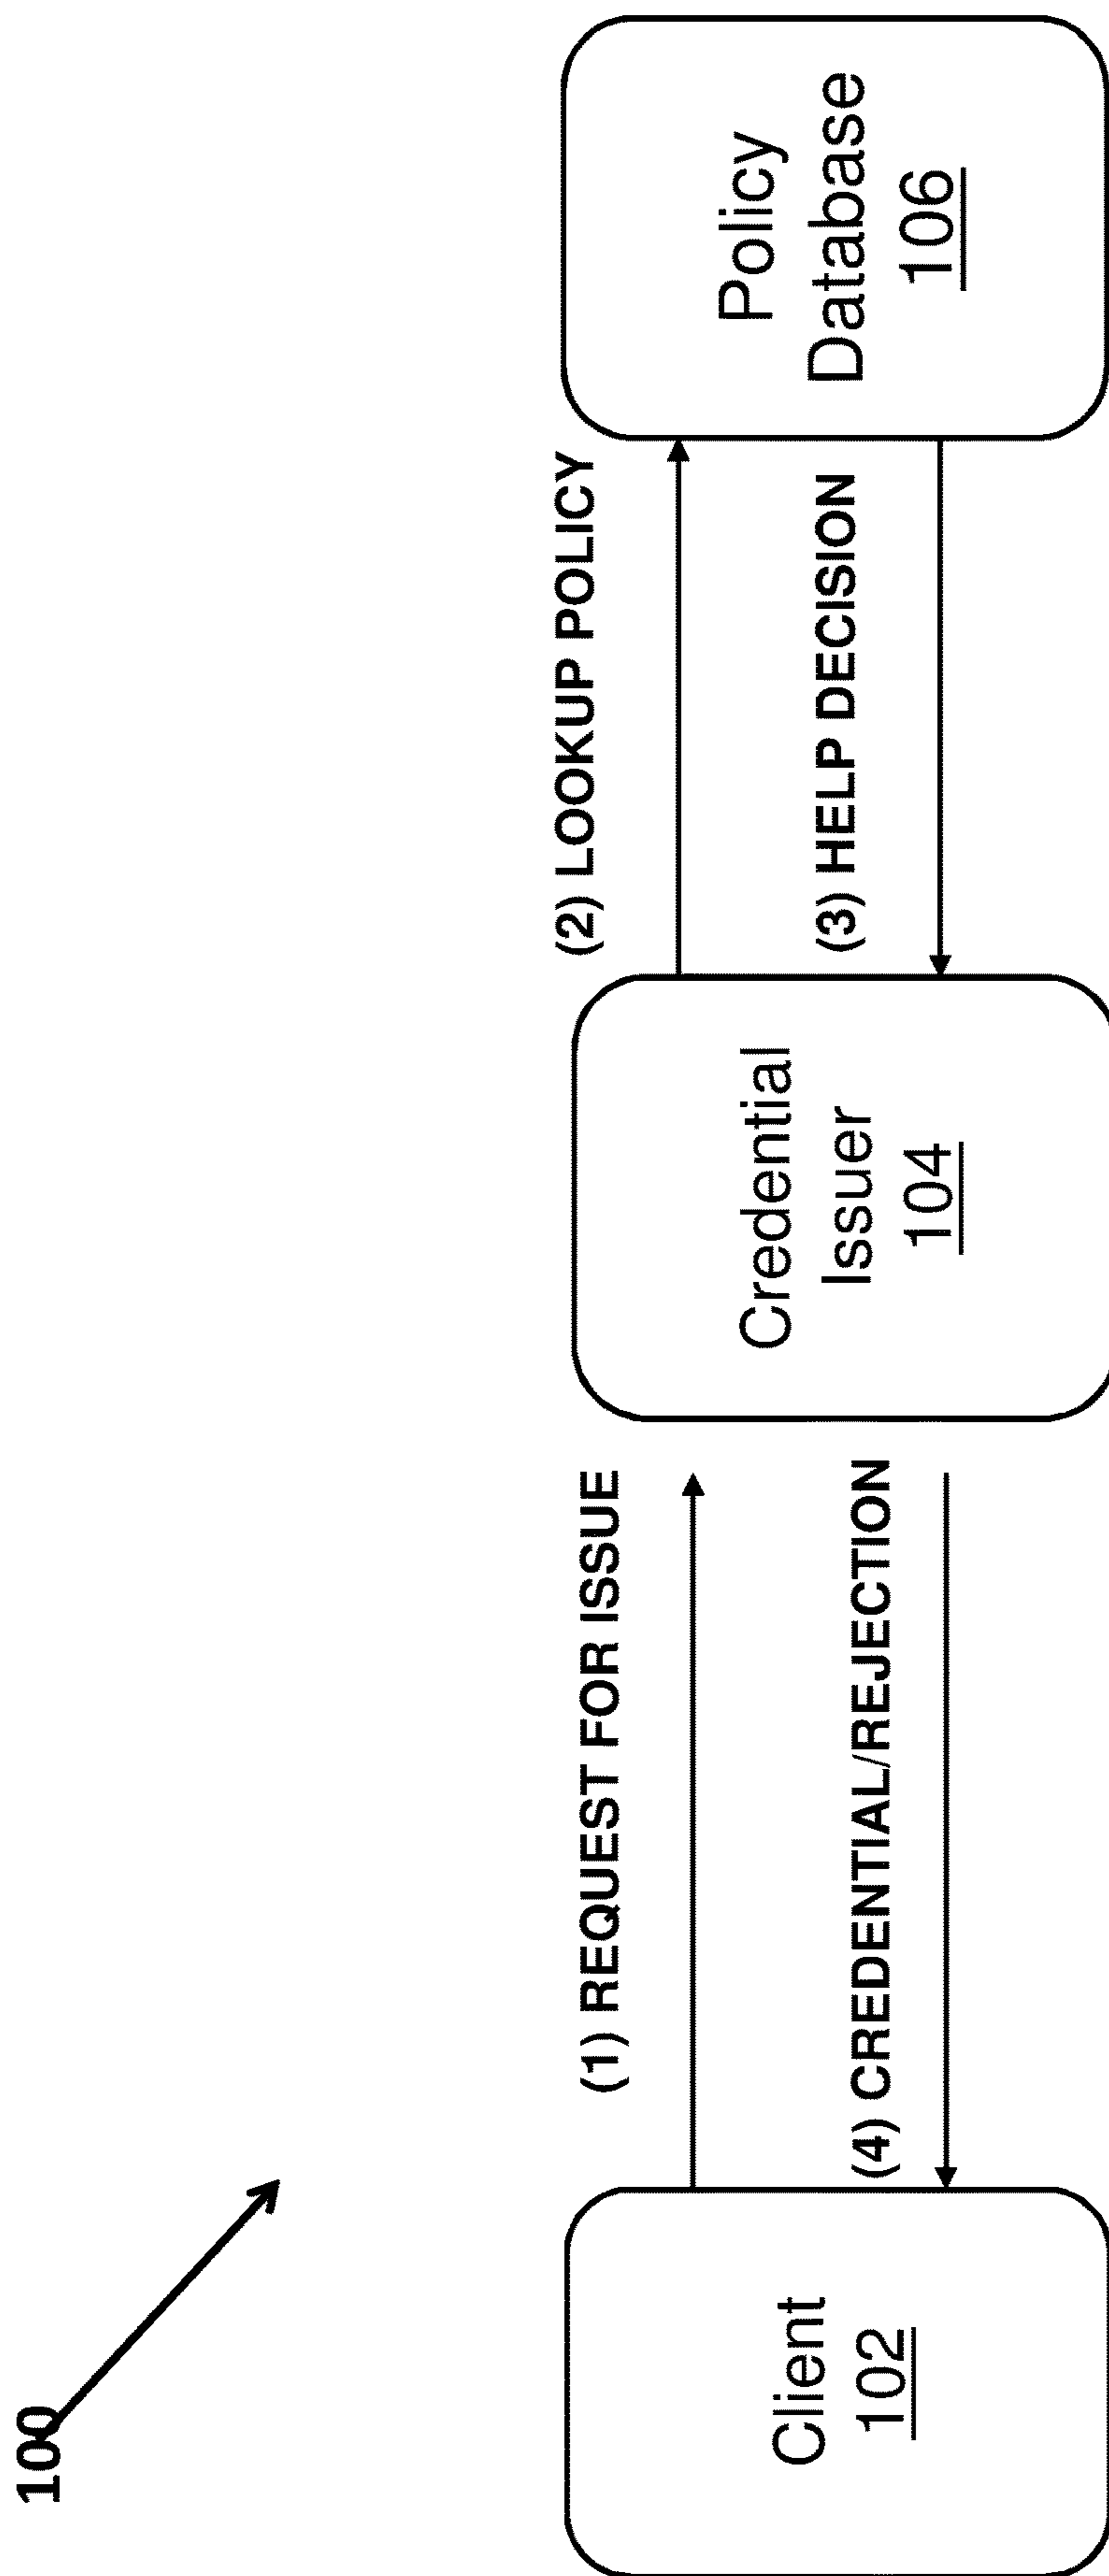 100
(1) REQUEST FOR ISSUE
(2) LOOKUP POLICY
Client
102
Credential
Issuer
104
Policy
Database
106
(4) CREDENTIAL/REJECTION
(3) HELP DECISION